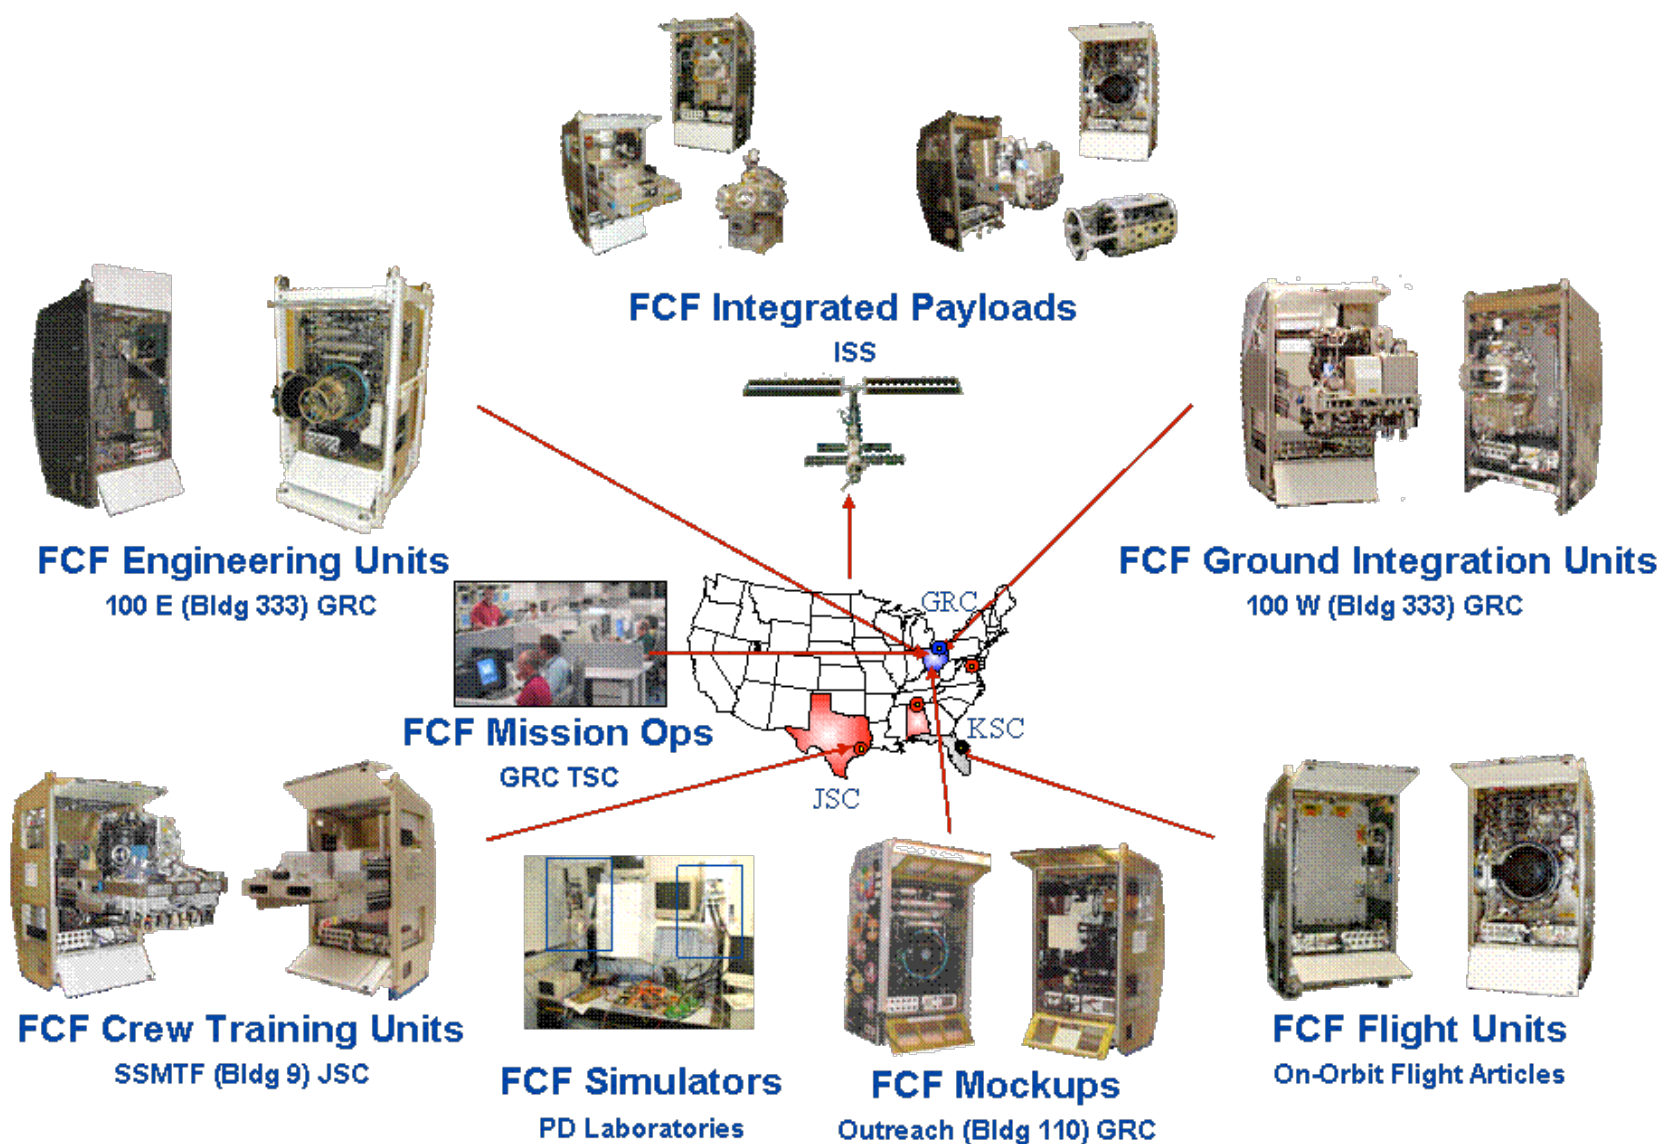 FCF Integrated Payloads
ISS
FCF Engineering Units
100 E (Bldg 333) GRC
FCF Ground Integration Units
100 W (Bldg 333) GRC
GRC
FCF Mission Ops
GRC TSC
KSC
JSC
FCF Crew Training Units
SSMTF (Bldg 9) JSC
FCF Simulators
PD Laboratories
FCF Mockups
Outreach (Bldg 110) GRC
FCF Flight Units
On-Orbit Flight Articles